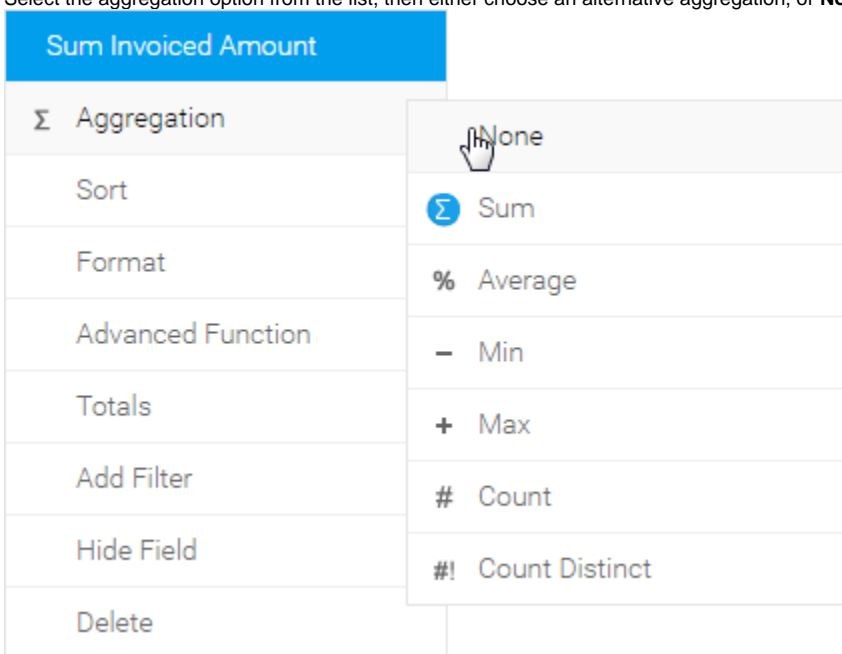 Select the aggregation option from the list, then either choose an alternative aggregation, or
Sum Invoiced Amount
Σ Aggregation
Sort
Format
Advanced Function
Totals
Add Filter
Hide Field
Delete
None
Σ Sum
% Average
− Min
+ Max
# Count
#! Count Distinct